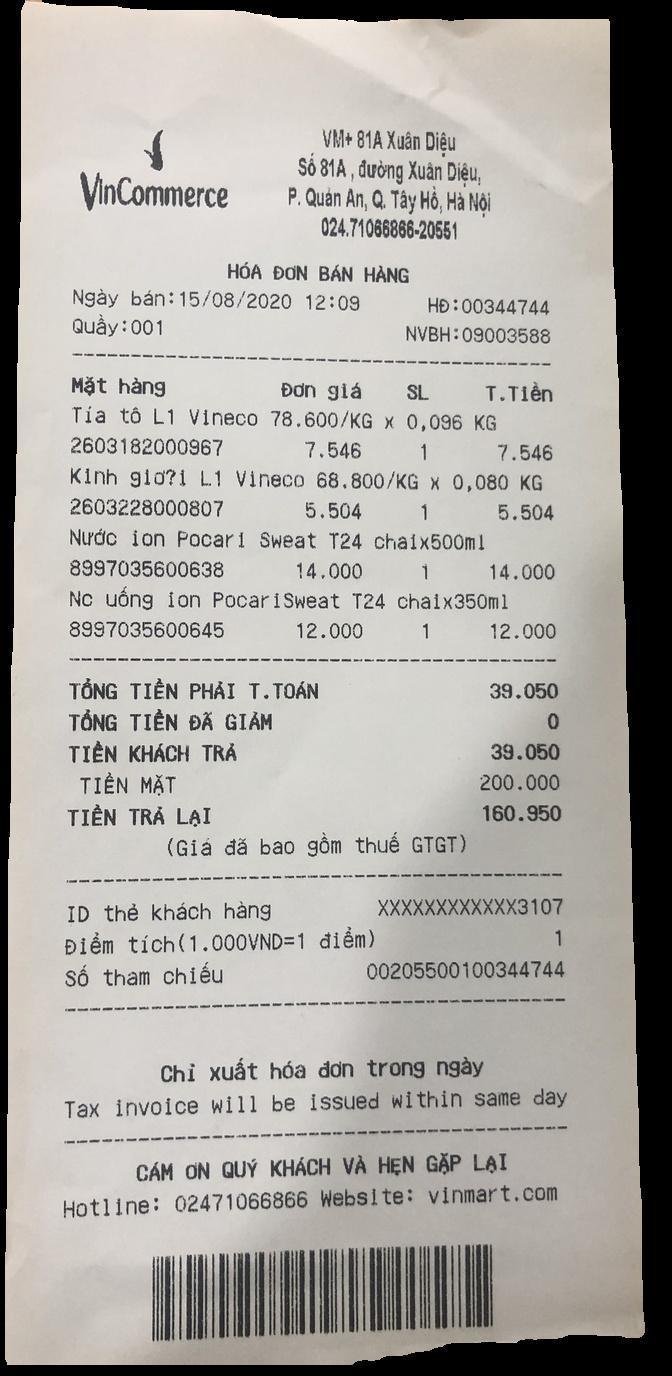 VinCommerce
VM+ 81A Xuân Diệu
Số 81A , đường Xuân Diệu,
P. Quản An, Q. Tây Hồ, Hà Nội
024.71066866-20551
HÓA ĐƠN BÁN HÀNG
Ngày bán:15/08/2020 12:09 HĐ:00344744
Quầy:001 NVBH:09003588
Mặt hàng Đơn giá SL T.Tiền
Tía tô L1 Vineco 78.600/KG x 0,096 KG
2603182000967 7.546 1 7.546
Kinh giơ?i L1 Vineco 68.800/KG x 0,080 KG
2603228000807 5.504 1 5.504
Nước ion Pocari Sweat T24 chaix500ml
8997035600638 14.000 1 14.000
Nc uống ion PocariSweat T24 chaix350ml
8997035600645 12.000 1 12.000
TỔNG TIỀN PHẢI T.TOÁN 39.050
TỔNG TIỀN ĐÃ GIẢM 0
TIỀN KHÁCH TRẢ 39.050
TIỀN MẶT 200.000
TIỀN TRẢ LẠI 160.950
(Giá đã bao gồm thuế GTGT)
ID thẻ khách hàng XXXXXXXXXXXX3107
Điểm tích(1.000VND=1 điểm) 1
Số tham chiếu 00205500100344744
Chỉ xuất hóa đơn trong ngày
Tax invoice will be issued within same day
CÁM ƠN QUÝ KHÁCH VÀ HẸN GẶP LẠI
Hotline: 02471066866 Website: vinmart.com